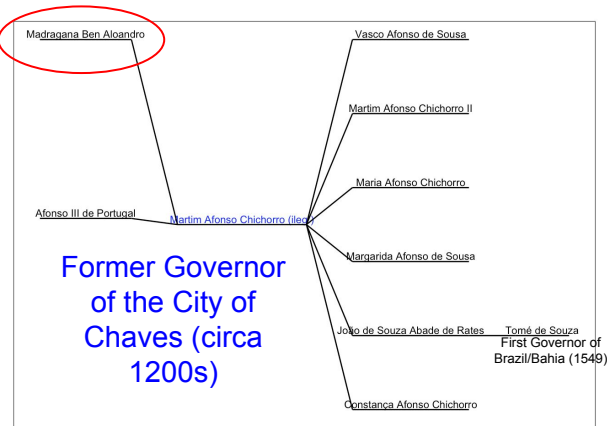 Madragana Ben Aloandro
Vasco Afonso de Sousa
Martim Afonso Chichorro II
Maria Afonso Chichorro
Afonso III de Portugal
Martim Afonso Chichorro (ileg.)
Margarida Afonso de Sousa
Former Governor
of the City of
Chaves (circa
1200s)
João de Souza Abade de Rates
Tomé de Souza
First Governor of
Brazil/Bahia (1549)
Constança Afonso Chichorro